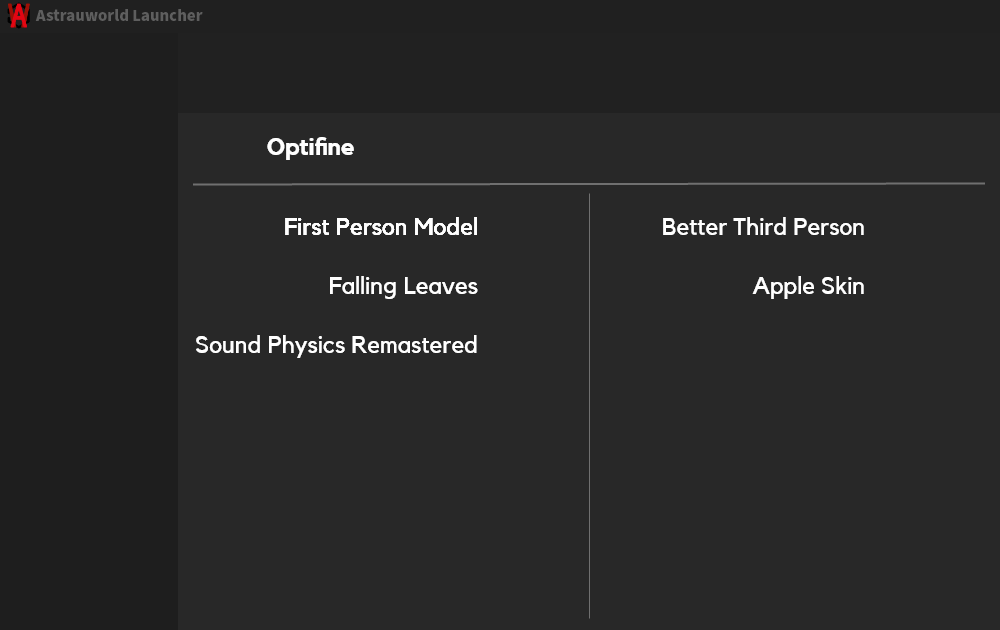 Astrauworld Launcher
Optifine
First Person Model
Better Third Person
Falling Leaves
Apple Skin
Sound Physics Remastered